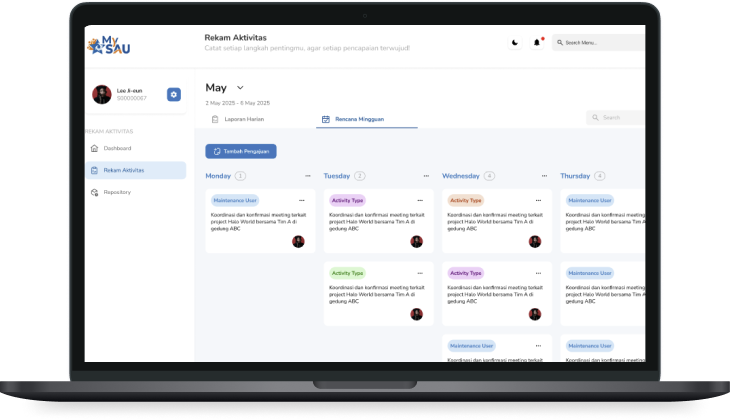 My
SAU
Rekam Aktivitas
Catat setiap langkah pentingmu, agar setiap pencapaian terwujud!
Search Menu...
Lee Ji-eun
500000067
REKAM AKTIVITAS
Dashboard
Rekam Aktivitas
Repository
May
2 May 2025 - 6 May 2025
Laporan Harian
Rencana Mingguan
Search
Tambah Pengajuan
Monday 1
Tuesday 2
Wednesday 4
Thursday 4
Maintenance User
Koordinasi dan konfirmasi meeting terkait
project Halo World bersama Tim A di
gedung ABC
Activity Type
Koordinasi dan konfirmasi meeting terkait
project Halo World bersama Tim A di
gedung ABC
Activity Type
Koordinasi dan konfirmasi meeting terkait
project Halo World bersama Tim A di
gedung ABC
Maintenance User
Koordinasi dan konfirmasi meeting
project Halo World bersama Tim A
gedung ABC
Activity Type
Koordinasi dan konfirmasi meeting terkait
project Halo World bersama Tim A di
gedung ABC
Activity Type
Koordinasi dan konfirmasi meeting terkait
project Halo World bersama Tim A di
gedung ABC
Maintenance User
Koordinasi dan konfirmasi meeting
project Halo World bersama Tim A
gedung ABC
Maintenance User
Koordinasi dan konfirmasi meeting terkait
Maintenance User
Koordinasi dan konfirmasi meeting